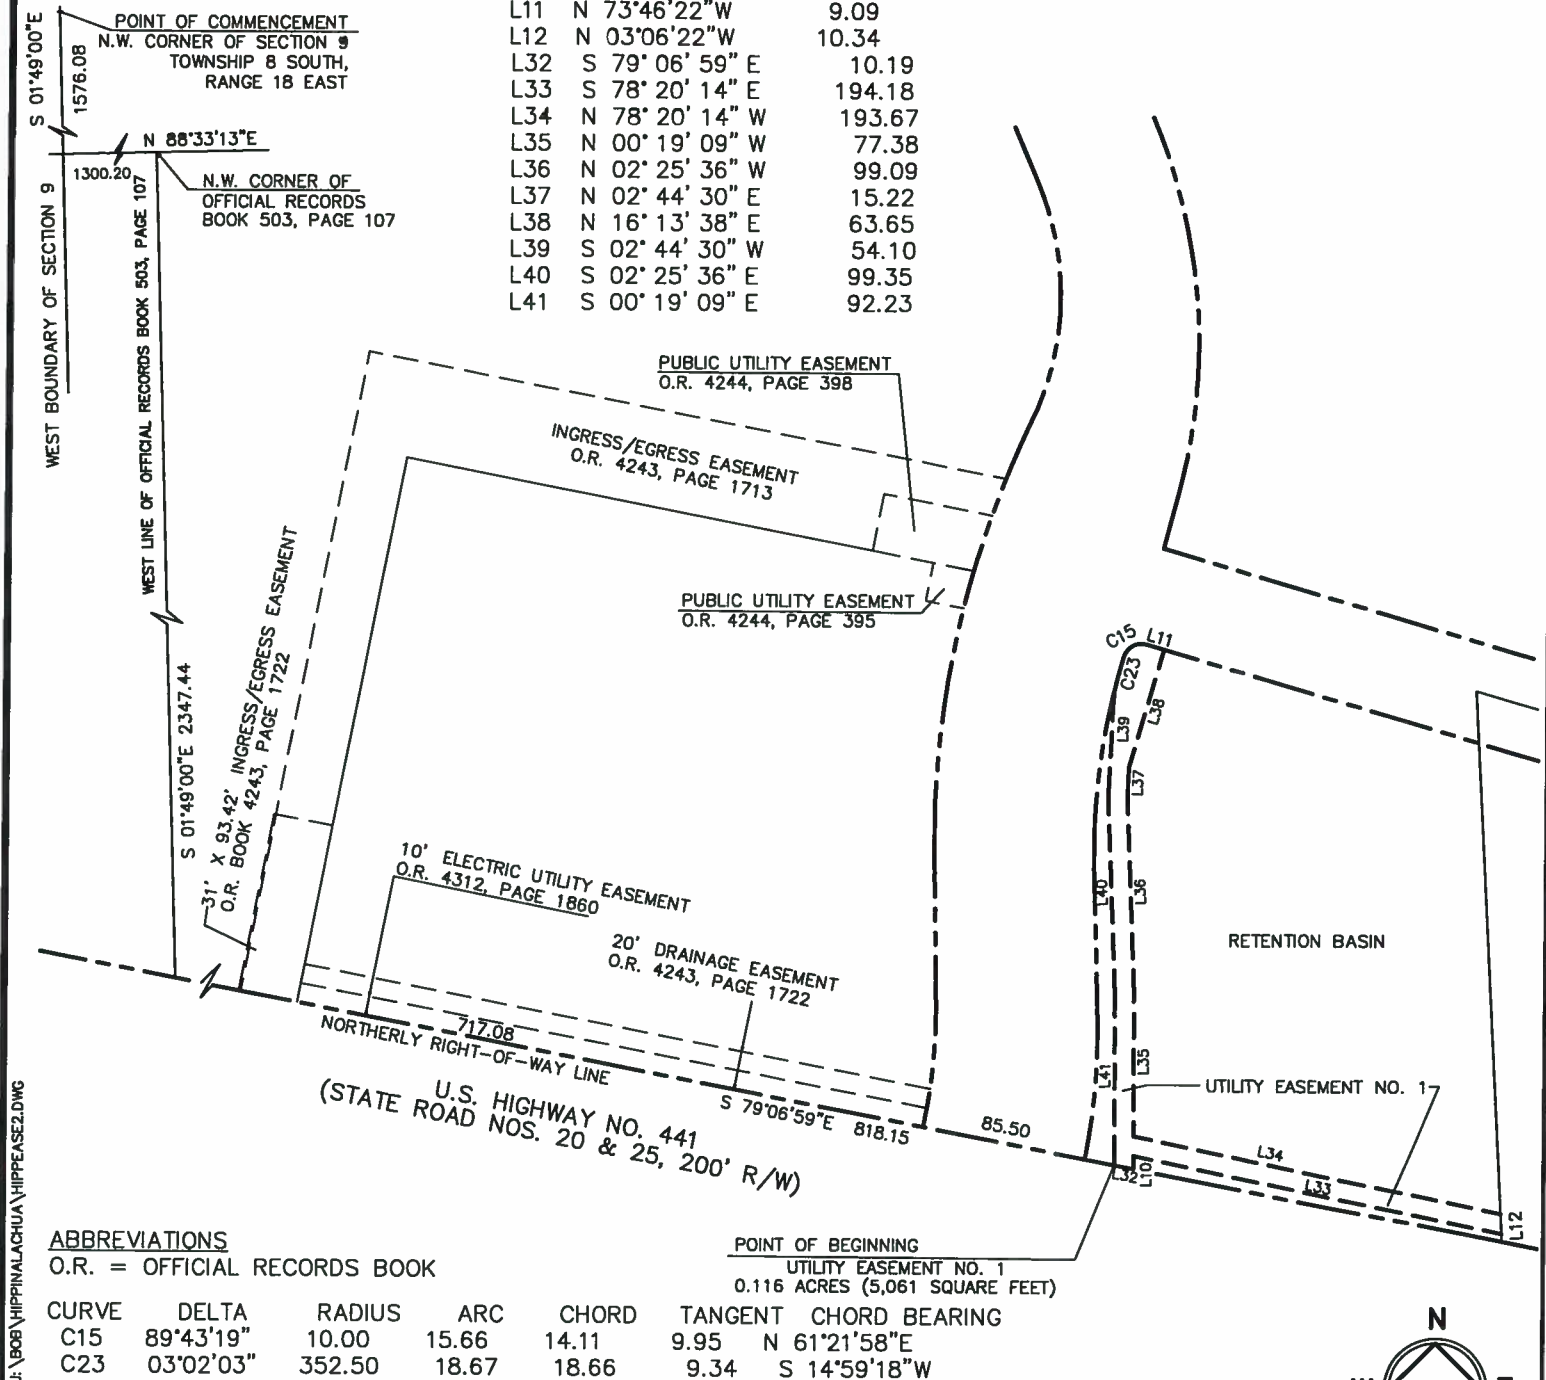 POINT OF COMMENCEMENT
N.W. CORNER OF SECTION 9
TOWNSHIP 8 SOUTH,
RANGE 18 EAST
S 01°49'00"E
1576.08
N 88°33'13"E
1300.20
N.W. CORNER OF
OFFICIAL RECORDS
BOOK 503, PAGE 107
WEST BOUNDARY OF SECTION 9
WEST LINE OF OFFICIAL RECORDS BOOK 503, PAGE 107
S 01°49'00"E 2347.44
L11 N 73°46'22"W 9.09
L12 N 03°06'22"W 10.34
L32 S 79° 06' 59" E 10.19
L33 S 78° 20' 14" E 194.18
L34 N 78° 20' 14" W 193.67
L35 N 00° 19' 09" W 77.38
L36 N 02° 25' 36" W 99.09
L37 N 02° 44' 30" E 15.22
L38 N 16° 13' 38" E 63.65
L39 S 02° 44' 30" W 54.10
L40 S 02° 25' 36" E 99.35
L41 S 00° 19' 09" E 92.23
PUBLIC UTILITY EASEMENT
O.R. 4244, PAGE 398
INGRESS/EGRESS EASEMENT
O.R. 4243, PAGE 1713
PUBLIC UTILITY EASEMENT
O.R. 4244, PAGE 395
31' X 93.42' INGRESS/EGRESS EASEMENT
O.R. BOOK 4243, PAGE 1722
10' ELECTRIC UTILITY EASEMENT
O.R. 4312, PAGE 1860
20' DRAINAGE EASEMENT
O.R. 4243, PAGE 1722
717.08
NORTHERLY RIGHT-OF-WAY LINE
U.S. HIGHWAY NO. 441
(STATE ROAD NOS. 20 & 25, 200' R/W)
S 79°06'59"E 818.15
85.50
C15
L11
C23
L39
L38
L37
L40
L36
L41
L35
RETENTION BASIN
UTILITY EASEMENT NO. 1
L32
L10
L34
L33
L12
POINT OF BEGINNING
UTILITY EASEMENT NO. 1
0.116 ACRES (5,061 SQUARE FEET)
ABBREVIATIONS
O.R. = OFFICIAL RECORDS BOOK
CURVE DELTA RADIUS ARC CHORD TANGENT CHORD BEARING
C15 89°43'19" 10.00 15.66 14.11 9.95 N 61°21'58"E
C23 03°02'03" 352.50 18.67 18.66 9.34 S 14°59'18"W
N
J:\BOB\HIPPINALACHUA\HIPPEASE2.DWG